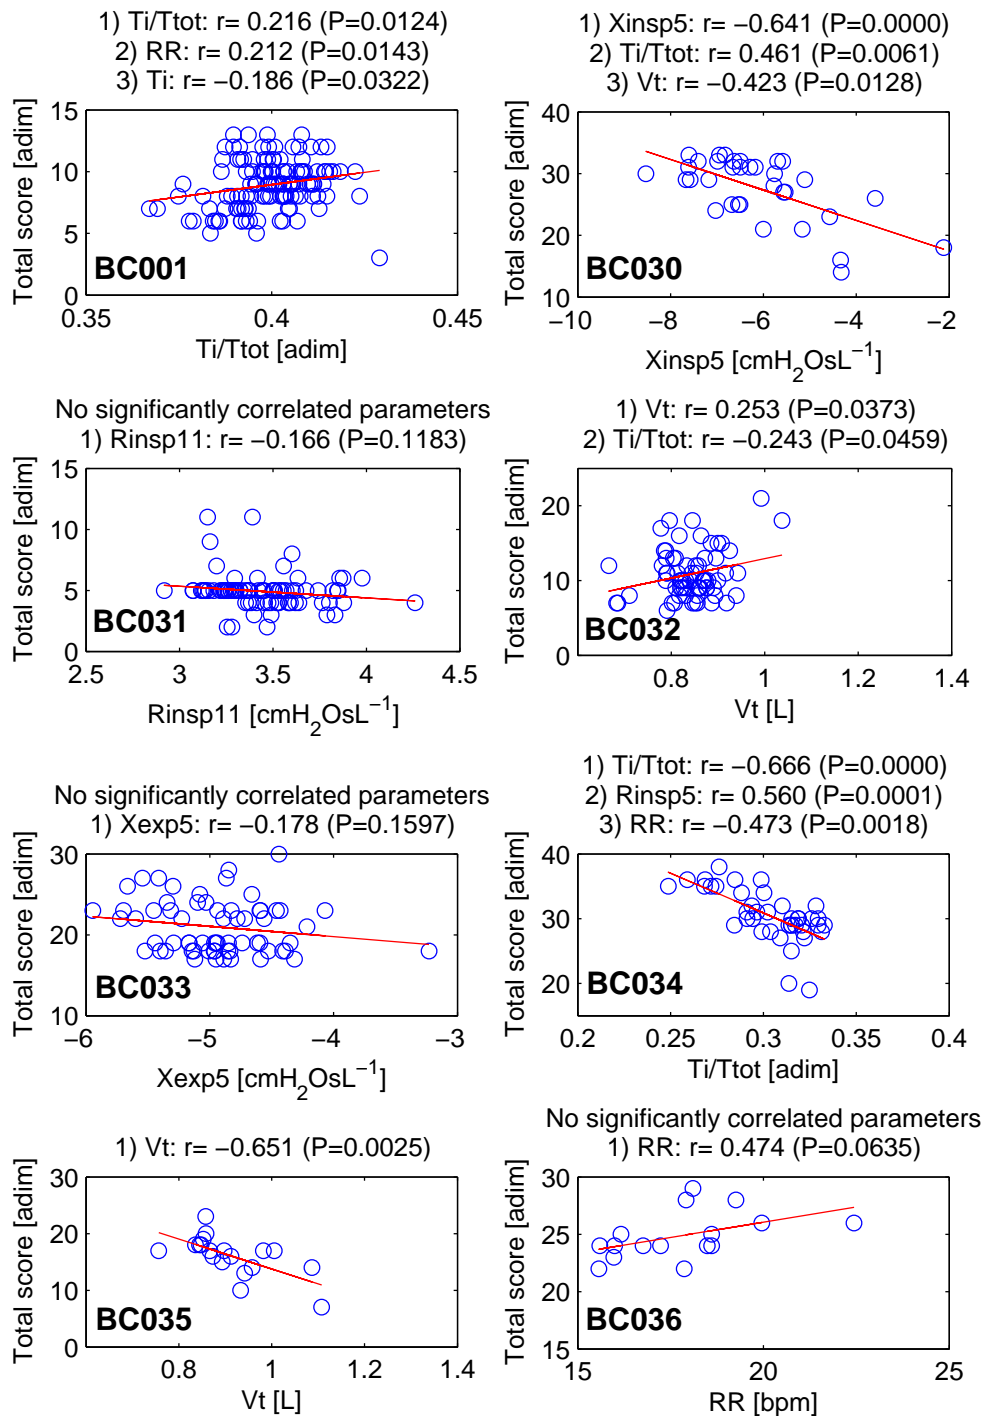 1) Ti/Ttot: r= 0.216 (P=0.0124)
2) RR: r= 0.212 (P=0.0143)
3) Ti: r= −0.186 (P=0.0322)
Total score [adim]
15
10
5
0
BC001
0.35
0.4
0.45
Ti/Ttot [adim]
1) Xinsp5: r= −0.641 (P=0.0000)
2) Ti/Ttot: r= 0.461 (P=0.0061)
3) Vt: r= −0.423 (P=0.0128)
Total score [adim]
40
30
20
10
BC030
−10
−8
−6
−4
−2
Xinsp5 [cmH2OsL−1]
No significantly correlated parameters
1) Rinsp11: r= −0.166 (P=0.1183)
Total score [adim]
15
10
5
0
BC031
2.5
3
3.5
4
4.5
Rinsp11 [cmH2OsL−1]
1) Vt: r= 0.253 (P=0.0373)
2) Ti/Ttot: r= −0.243 (P=0.0459)
Total score [adim]
20
10
0
BC032
0.8
1
1.2
1.4
Vt [L]
No significantly correlated parameters
1) Xexp5: r= −0.178 (P=0.1597)
Total score [adim]
30
20
10
BC033
−6
−5
−4
−3
Xexp5 [cmH2OsL−1]
1) Ti/Ttot: r= −0.666 (P=0.0000)
2) Rinsp5: r= 0.560 (P=0.0001)
3) RR: r= −0.473 (P=0.0018)
Total score [adim]
40
30
20
BC034
0.2
0.25
0.3
0.35
0.4
Ti/Ttot [adim]
1) Vt: r= −0.651 (P=0.0025)
Total score [adim]
30
20
10
0
BC035
0.8
1
1.2
1.4
Vt [L]
No significantly correlated parameters
1) RR: r= 0.474 (P=0.0635)
Total score [adim]
30
25
20
15
BC036
15
20
25
RR [bpm]